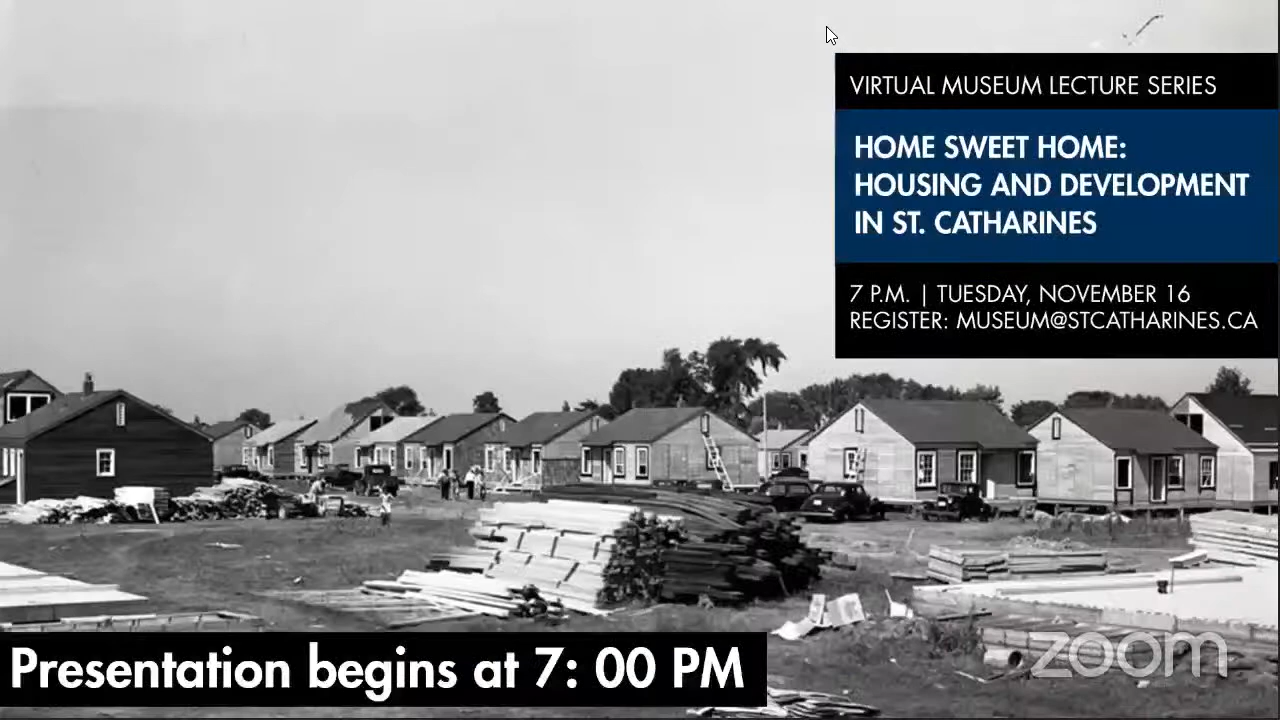 VIRTUAL MUSEUM LECTURE SERIES
HOME SWEET HOME:
HOUSING AND DEVELOPMENT
IN ST. CATHARINES
7 P.M. | TUESDAY, NOVEMBER 16
REGISTER: MUSEUM@STCATHARINES.CA
Presentation begins at 7: 00 PM
zoom